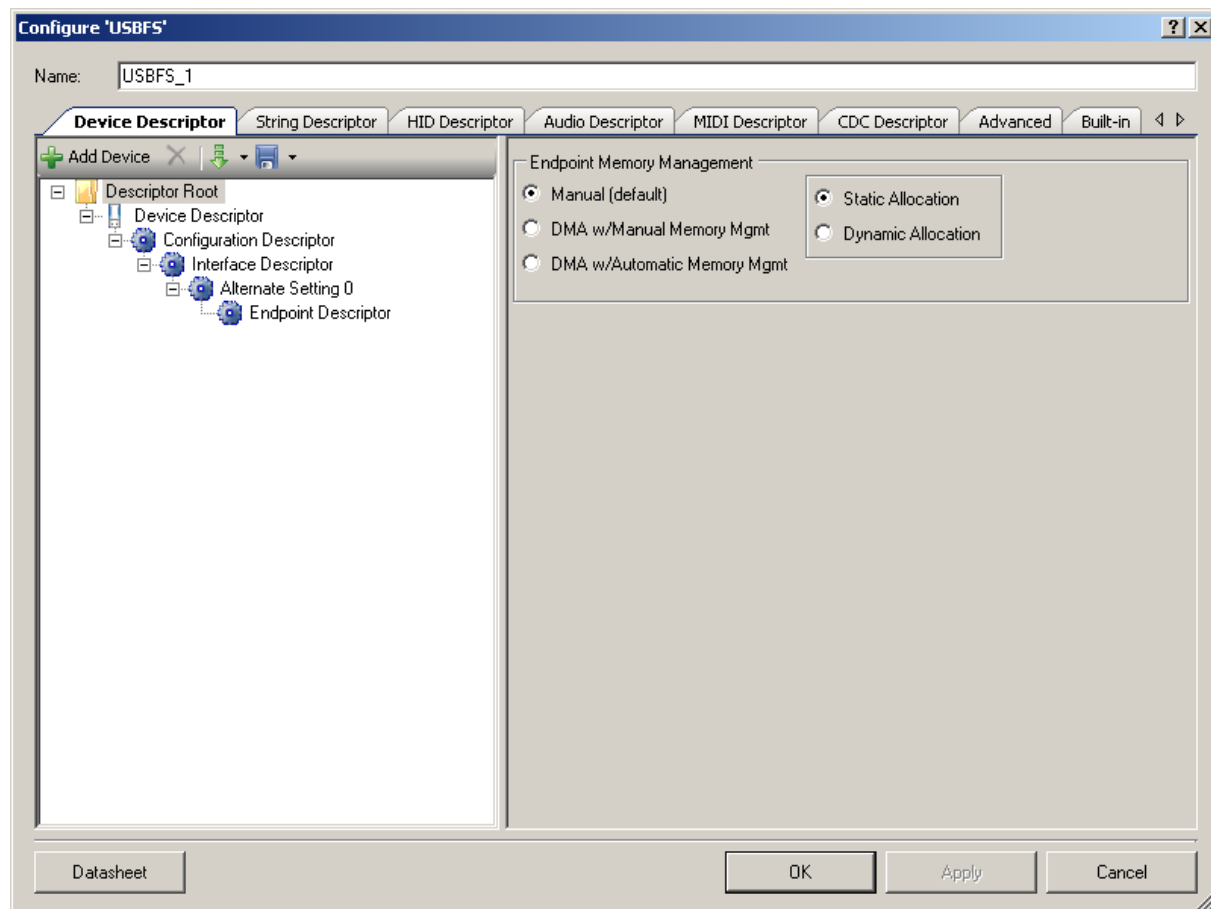 Configure 'USBFS'
Name: USBFS_1
Device Descriptor String Descriptor HID Descriptor Audio Descriptor MIDI Descriptor CDC Descriptor Advanced Built-in
Add Device
Descriptor Root
Device Descriptor
Configuration Descriptor
Interface Descriptor
Alternate Setting 0
Endpoint Descriptor
Endpoint Memory Management
Manual (default)
DMA w/Manual Memory Mgmt
DMA w/Automatic Memory Mgmt
Static Allocation
Dynamic Allocation
Datasheet OK Apply Cancel